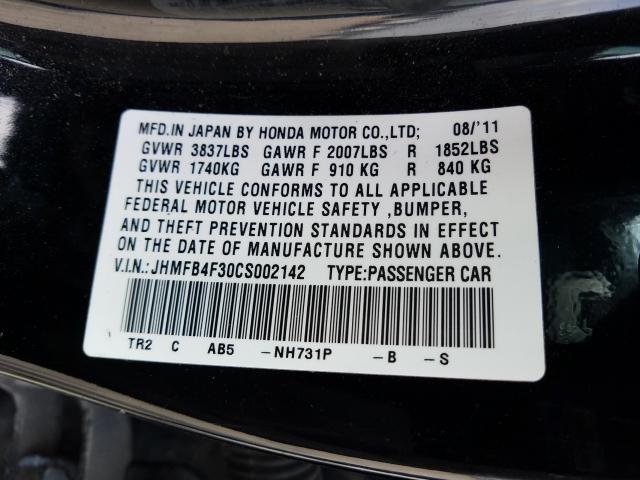 MFD.IN JAPAN BY HONDA MOTOR CO.,LTD; 08/'11
GVWR 3837LBS GAWR F 2007LBS R 1852LBS
GVWR 1740KG GAWR F 910 KG R 840 KG
THIS VEHICLE CONFORMS TO ALL APPLICABLE
FEDERAL MOTOR VEHICLE SAFETY ,BUMPER,
AND THEFT PREVENTION STANDARDS IN EFFECT
ON THE DATE OF MANUFACTURE SHOWN ABOVE.
V.I.N.:JHMFB4F30CS002142 TYPE:PASSENGER CAR
TR2 C AB5 -NH731P -B -S